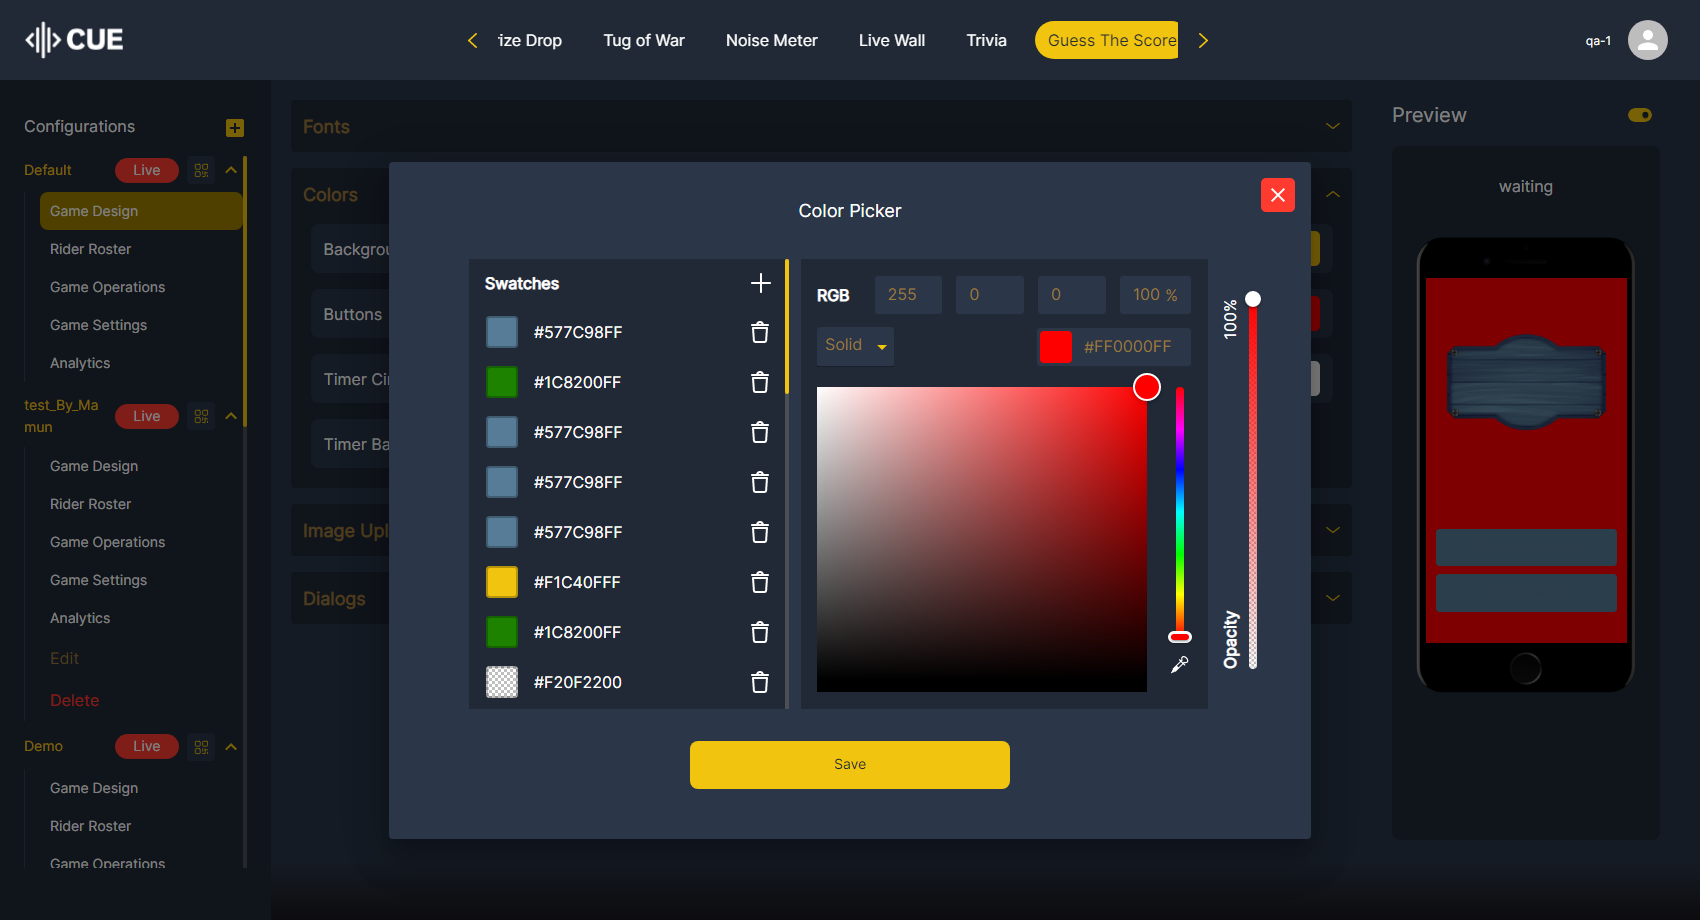 CUE
ize Drop
Tug of War
Noise Meter
Live Wall
Trivia
Guess The Score
qa-1
Configurations
Default
Live
Game Design
Rider Roster
Game Operations
Game Settings
Analytics
test_By_Ma
mun
Live
Game Design
Rider Roster
Game Operations
Game Settings
Analytics
Edit
Delete
Demo
Live
Game Design
Rider Roster
Game Operations
Fonts
Colors
Backgrou
Buttons
Timer Ci
Timer Ba
Image Upl
Dialogs
Color Picker
Swatches
#577C98FF
#1C8200FF
#577C98FF
#577C98FF
#577C98FF
#F1C40FFF
#1C8200FF
#F20F2200
RGB
255
0
0
100 %
Solid
#FF0000FF
100%
Opacity
Save
Preview
waiting